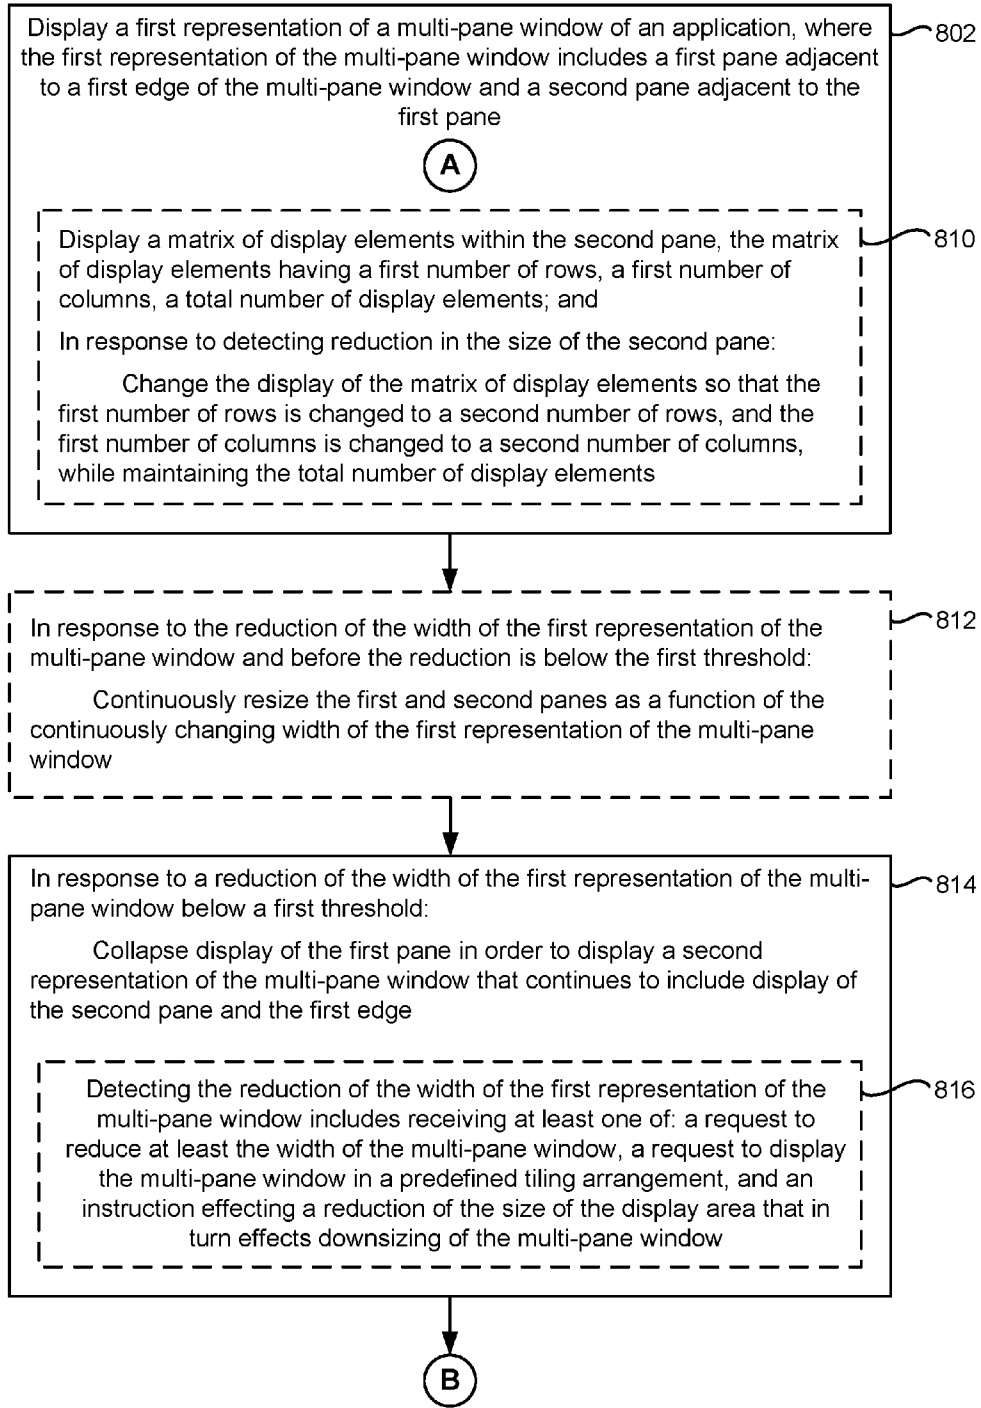 Display a first representation of a multi-pane window of an application, where
the first representation of the multi-pane window includes a first pane adjacent
to a first edge of the multi-pane window and a second pane adjacent to the
first pane
802
A
Display a matrix of display elements within the second pane, the matrix
of display elements having a first number of rows, a first number of
columns, a total number of display elements; and
810
In response to detecting reduction in the size of the second pane:
Change the display of the matrix of display elements so that the
first number of rows is changed to a second number of rows, and the
first number of columns is changed to a second number of columns,
while maintaining the total number of display elements
In response to the reduction of the width of the first representation of the
multi-pane window and before the reduction is below the first threshold:
812
Continuously resize the first and second panes as a function of the
continuously changing width of the first representation of the multi-pane
window
In response to a reduction of the width of the first representation of the multi-
pane window below a first threshold:
814
Collapse display of the first pane in order to display a second
representation of the multi-pane window that continues to include display of
the second pane and the first edge
Detecting the reduction of the width of the first representation of the
multi-pane window includes receiving at least one of: a request to
reduce at least the width of the multi-pane window, a request to display
the multi-pane window in a predefined tiling arrangement, and an
instruction effecting a reduction of the size of the display area that in
turn effects downsizing of the multi-pane window
816
B